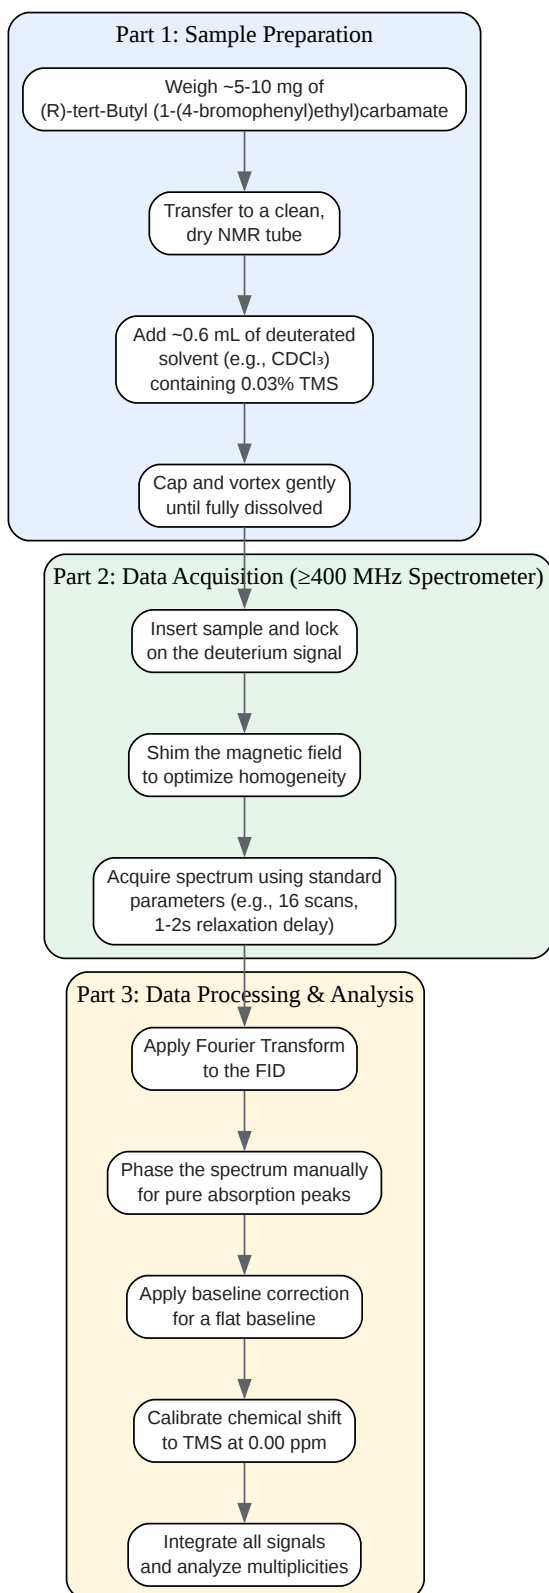 Part 1: Sample Preparation
Weigh ~5-10 mg of
(R)-tert-Butyl (1-(4-bromophenyl)ethyl)carbamate
Transfer to a clean,
dry NMR tube
Add ~0.6 mL of deuterated
solvent (e.g., CDCl₃)
containing 0.03% TMS
Cap and vortex gently
until fully dissolved
Part 2: Data Acquisition (≥400 MHz Spectrometer)
Insert sample and lock
on the deuterium signal
Shim the magnetic field
to optimize homogeneity
Acquire spectrum using standard
parameters (e.g., 16 scans,
1-2s relaxation delay)
Part 3: Data Processing & Analysis
Apply Fourier Transform
to the FID
Phase the spectrum manually
for pure absorption peaks
Apply baseline correction
for a flat baseline
Calibrate chemical shift
to TMS at 0.00 ppm
Integrate all signals
and analyze multiplicities